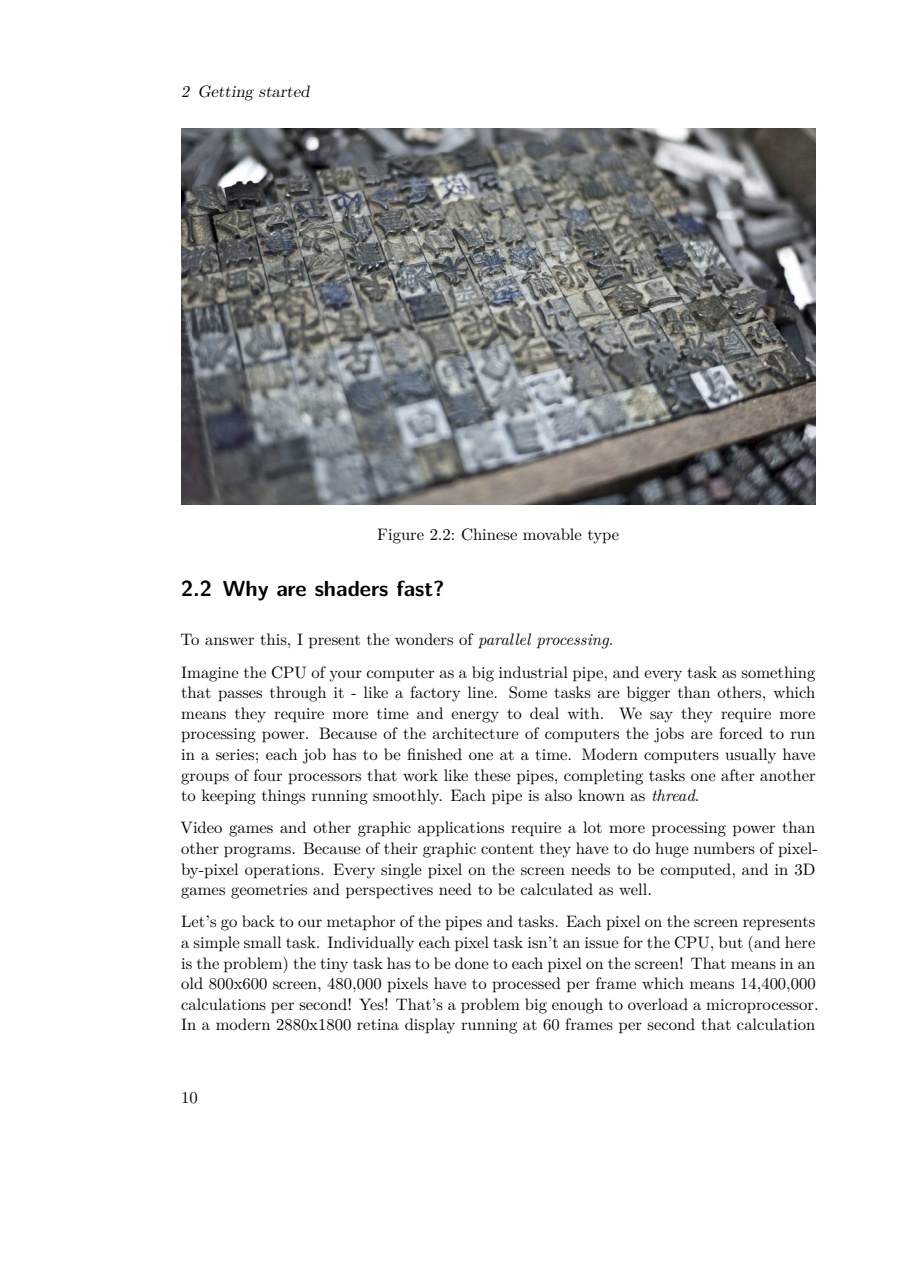 2 Getting started
Figure 2.2: Chinese movable type
2.2 Why are shaders fast?
To answer this, I present the wonders of parallel processing.
Imagine the CPU of your computer as a big industrial pipe, and every task as something
that passes through it - like a factory line. Some tasks are bigger than others, which
means they require more time and energy to deal with. We say they require more
processing power. Because of the architecture of computers the jobs are forced to run
in a series; each job has to be finished one at a time. Modern computers usually have
groups of four processors that work like these pipes, completing tasks one after another
to keeping things running smoothly. Each pipe is also known as thread.
Video games and other graphic applications require a lot more processing power than
other programs. Because of their graphic content they have to do huge numbers of pixel-
by-pixel operations. Every single pixel on the screen needs to be computed, and in 3D
games geometries and perspectives need to be calculated as well.
Let's go back to our metaphor of the pipes and tasks. Each pixel on the screen represents
a simple small task. Individually each pixel task isn't an issue for the CPU, but (and here
is the problem) the tiny task has to be done to each pixel on the screen! That means in an
old 800x600 screen, 480,000 pixels have to processed per frame which means 14,400,000
calculations per second! Yes! That's a problem big enough to overload a microprocessor.
In a modern 2880x1800 retina display running at 60 frames per second that calculation
10